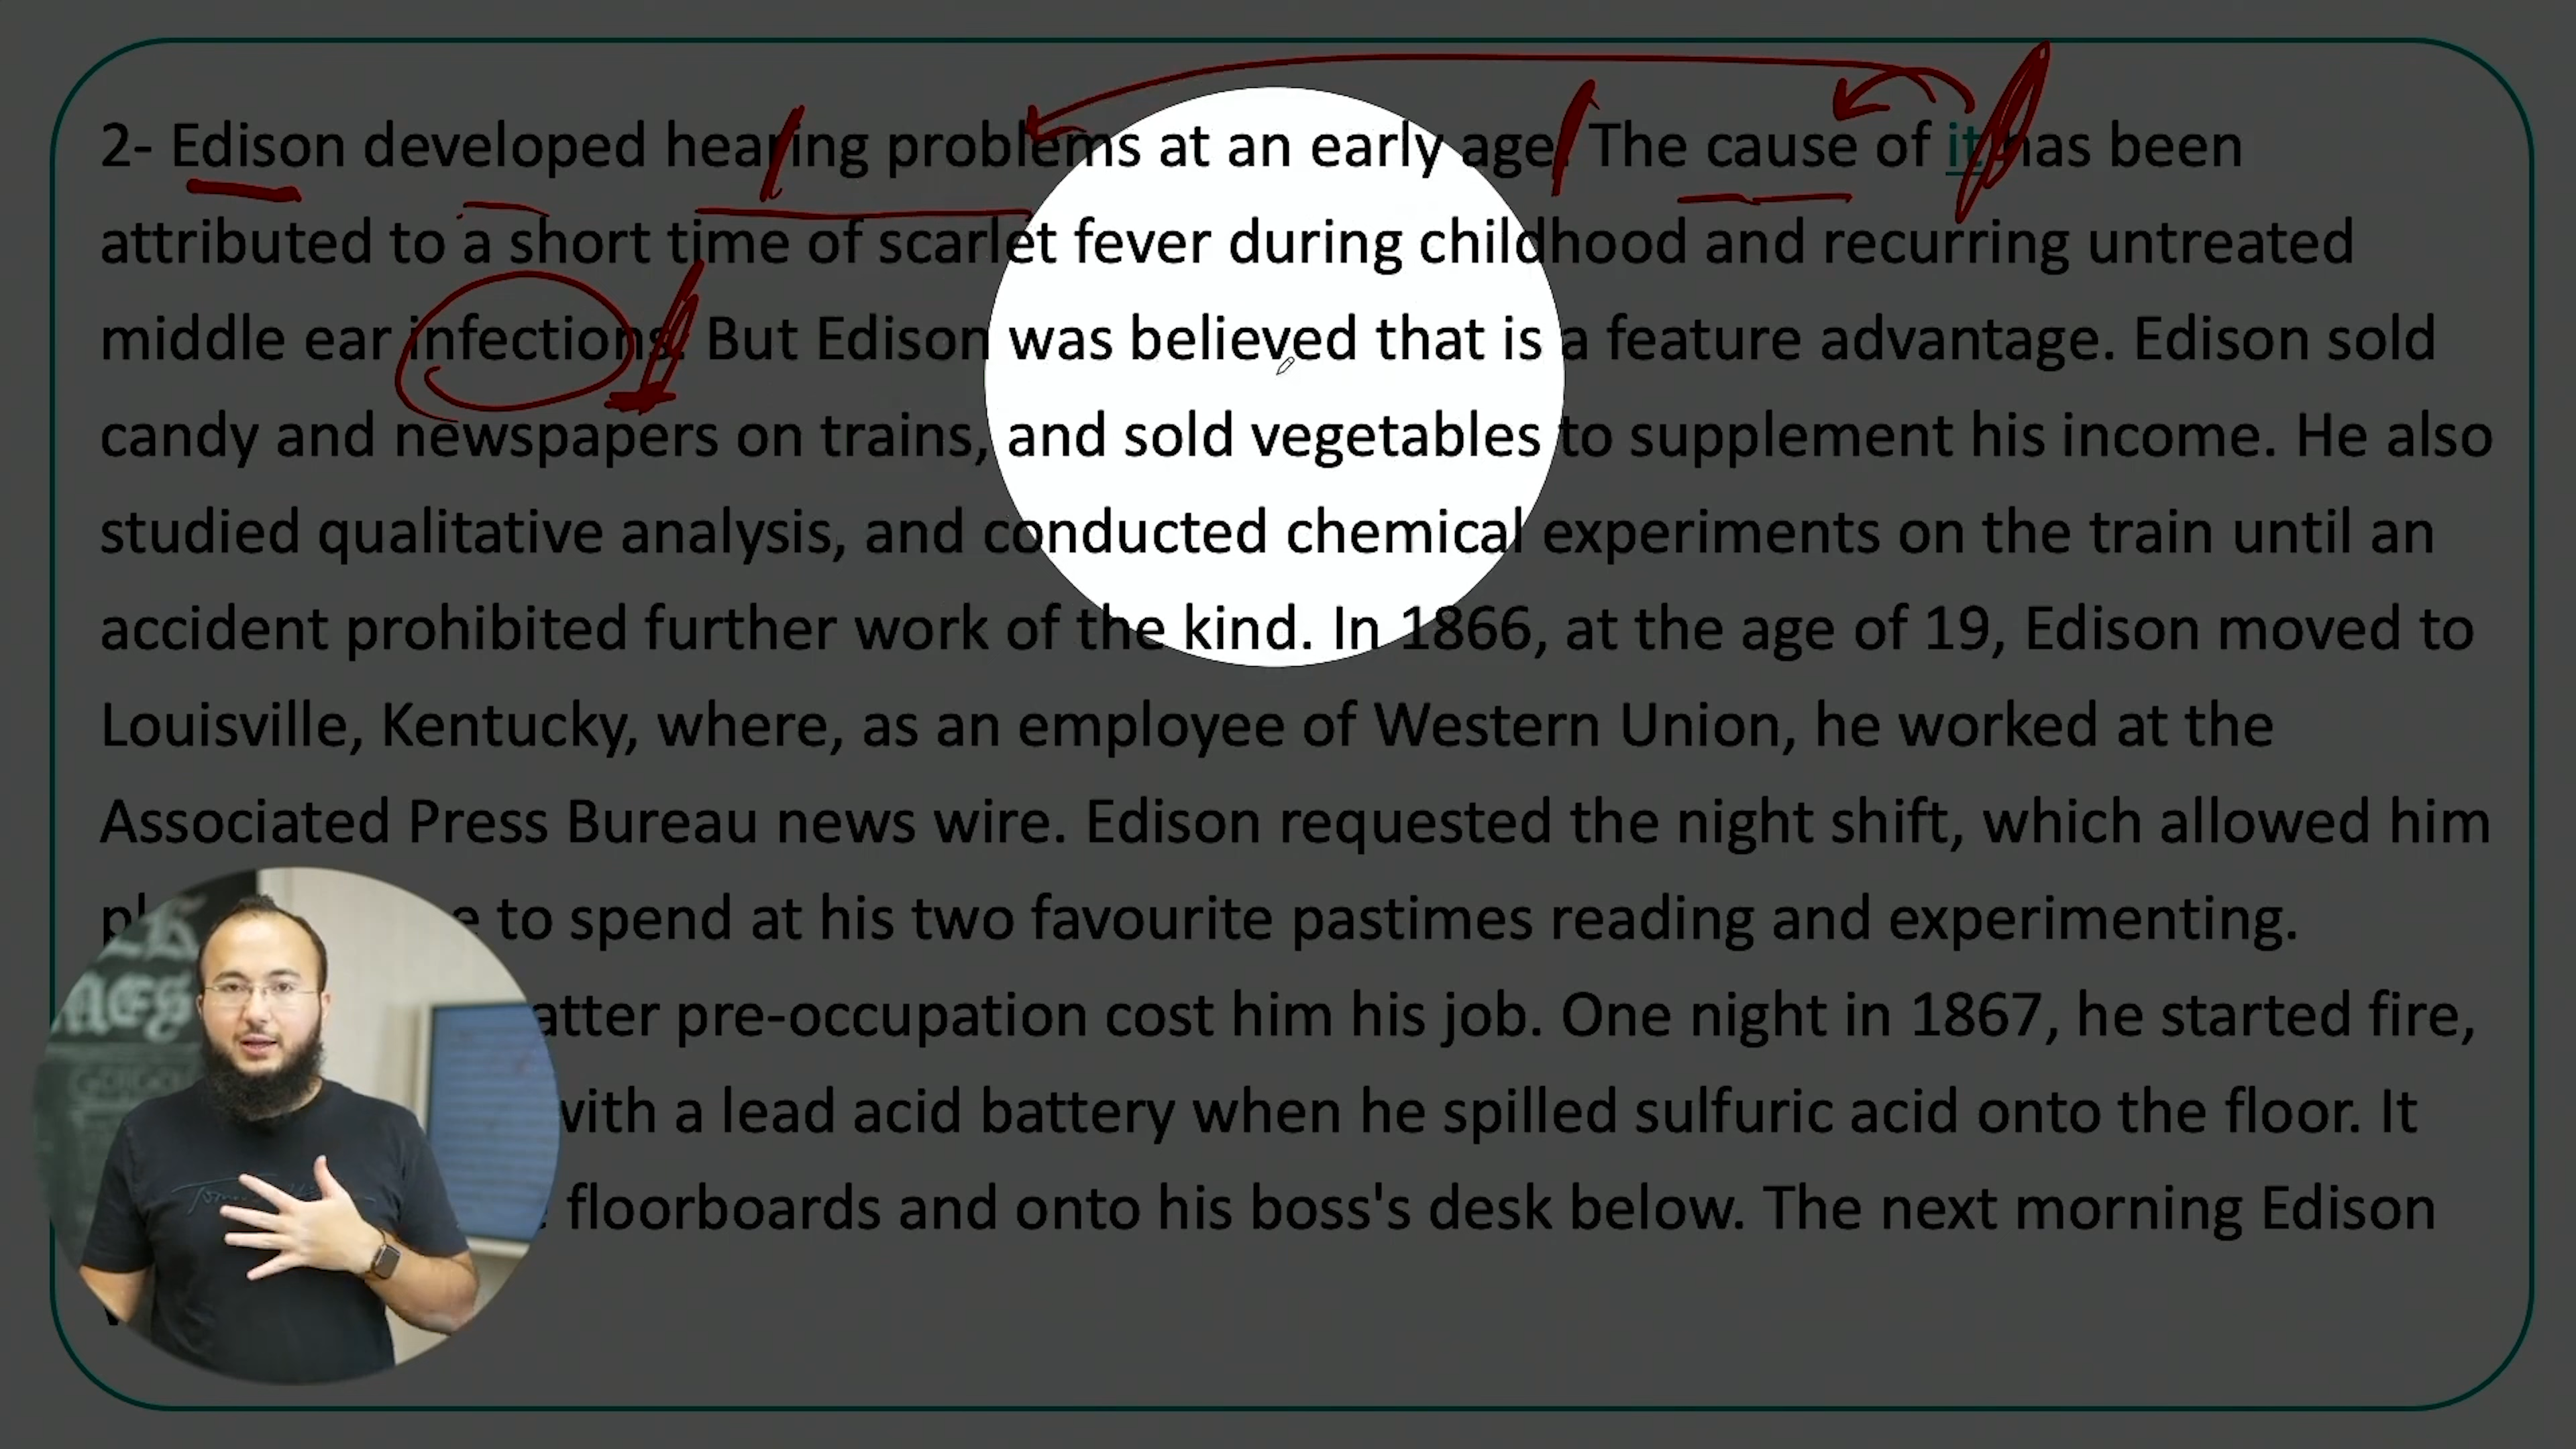 2- Edison developed hearing problems at an early age. The cause of it has been
attributed to a short time of scarlet fever during childhood and recurring untreated
middle ear infections. But Edison was believed that is a feature advantage. Edison sold
candy and newspapers on trains, and sold vegetables to supplement his income. He also
studied qualitative analysis, and conducted chemical experiments on the train until an
accident prohibited further work of the kind. In 1866, at the age of 19, Edison moved to
Louisville, Kentucky, where, as an employee of Western Union, he worked at the
Associated Press Bureau news wire. Edison requested the night shift, which allowed him
to spend at his two favourite pastimes reading and experimenting.
pre-occupation cost him his job. One night in 1867, he started fire,
with a lead acid battery when he spilled sulfuric acid onto the floor. It
floorboards and onto his boss's desk below. The next morning Edison